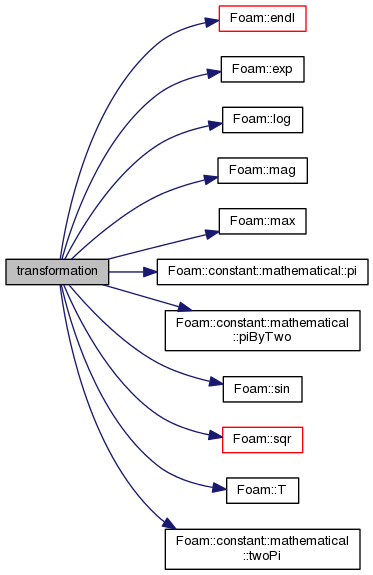 Foam::endl
Foam::exp
Foam::log
Foam::mag
Foam::max
transformation
Foam::constant::mathematical::pi
Foam::constant::mathematical
::piByTwo
Foam::sin
Foam::sqr
Foam::T
Foam::constant::mathematical
::twoPi